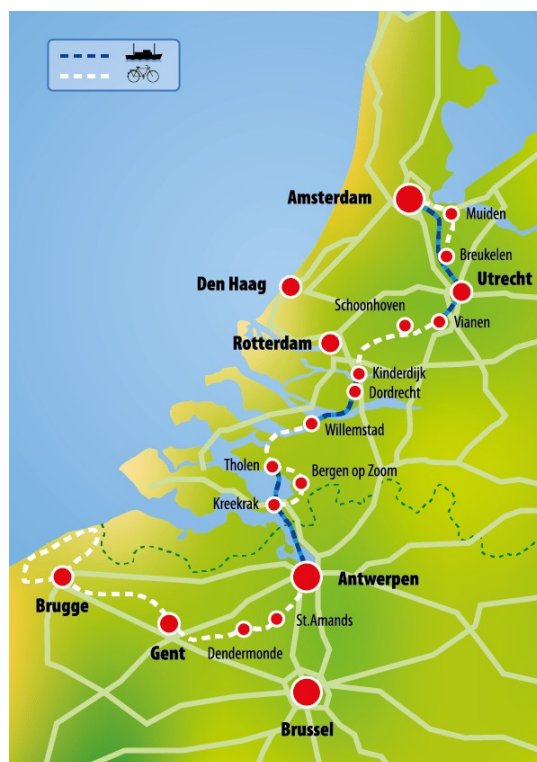 Amsterdam
Muiden
Breukelen
Den Haag
Utrecht
Schoonhoven
Vianen
Rotterdam
Kinderdijk
Dordrecht
Willemstad
Tholen
Bergen op Zoom
Kreekrak
Antwerpen
Brugge
St.Amands
Gent
Dendermonde
Brussel